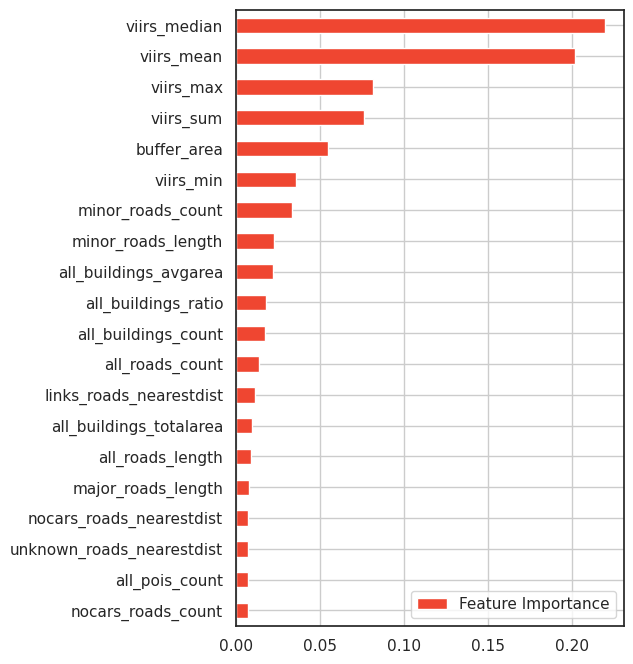 viirs_median
viirs_mean
viirs_max
viirs_sum
buffer_area
viirs_min
minor_roads_count
minor_roads_length
all_buildings_avgarea
all_buildings_ratio
all_buildings_count
all_roads_count
links_roads_nearestdist
all_buildings_totalarea
all_roads_length
major_roads_length
nocars_roads_nearestdist
unknown_roads_nearestdist
all_pois_count
nocars_roads_count
Feature Importance
0.00 0.05 0.10 0.15 0.20